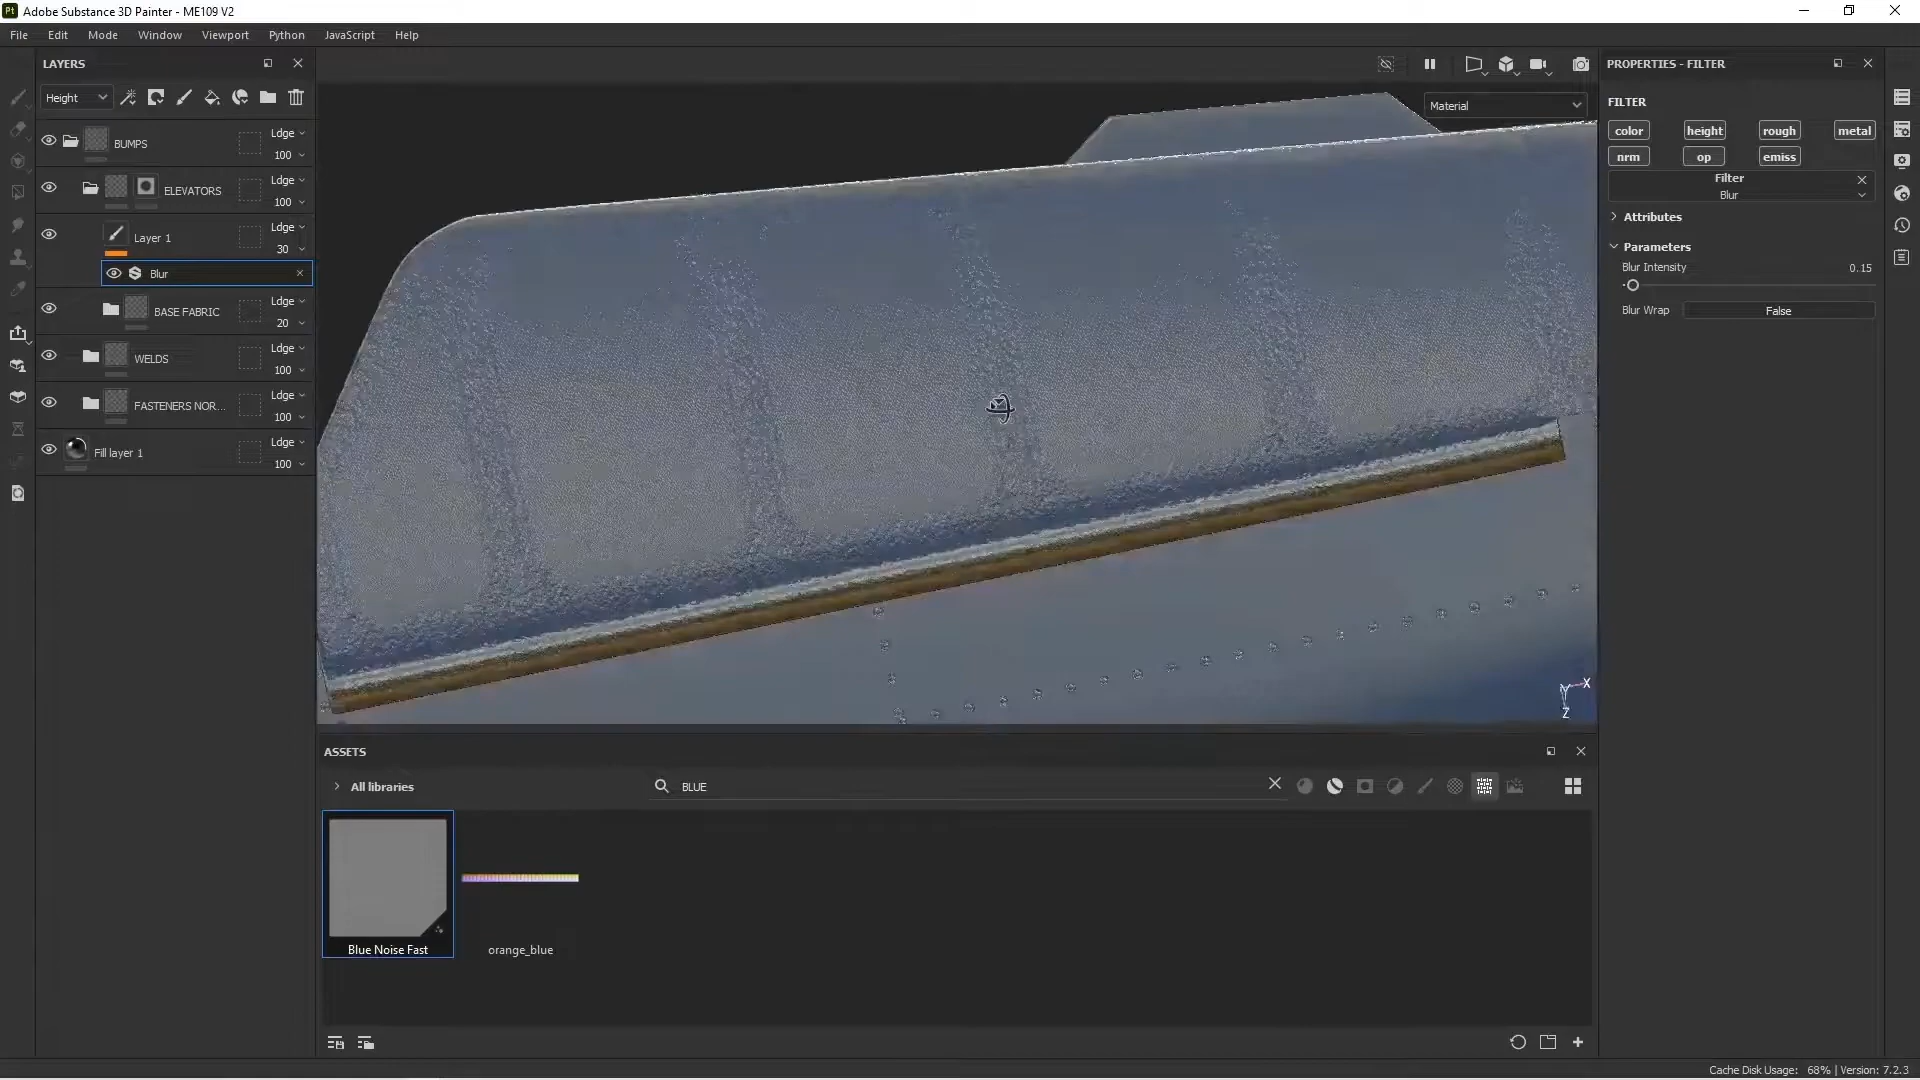 Pt Adobe Substance 3D Painter - ME109 V2
File Edit Mode Window Viewport Python JavaScript Help
LAYERS
Height
BUMPS
Ldge
100
ELEVATORS
Ldge
100
Layer 1
Ldge
30
Blur
BASE FABRIC
Ldge
20
WELDS
Ldge
100
FASTENERS NOR...
Ldge
100
Fill layer 1
Ldge
100
Material
Y X
Z
PROPERTIES - FILTER
FILTER
color height rough metal
nrm op emiss
Filter
Blur
Attributes
Parameters
Blur Intensity 0.15
Blur Wrap False
ASSETS
All libraries
BLUE
Blue Noise Fast
orange_blue
Cache Disk Usage: 68% | Version: 7.2.3